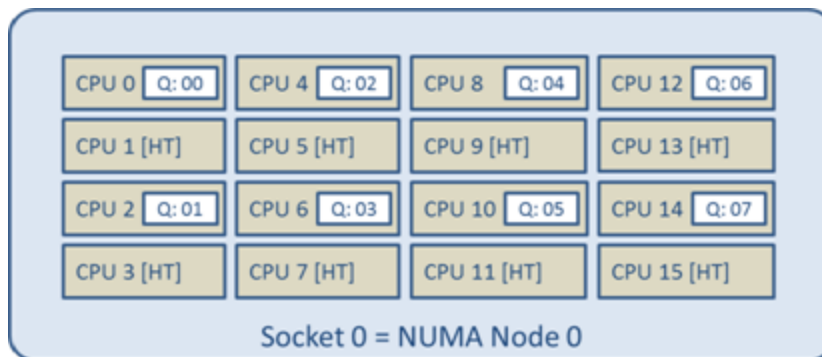 CPU 0 Q: 00 CPU 4 Q: 02 CPU 8 Q: 04 CPU 12 Q: 06
CPU 1 [HT] CPU 5 [HT] CPU 9 [HT] CPU 13 [HT]
CPU 2 Q: 01 CPU 6 Q: 03 CPU 10 Q: 05 CPU 14 Q: 07
CPU 3 [HT] CPU 7 [HT] CPU 11 [HT] CPU 15 [HT]
Socket 0 = NUMA Node 0